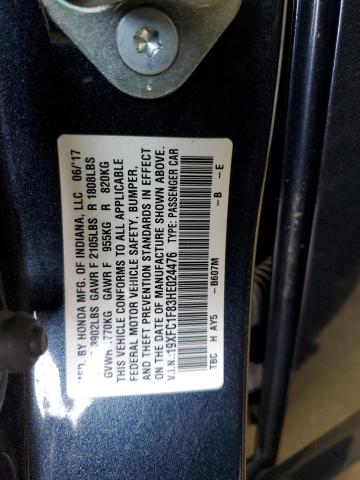 MFD. BY HONDA MFG. OF INDIANA, LLC 06/'17
3902LBS GAWR F 2105LBS R 1808LBS
GVWR 1770KG GAWR F 955KG R 820KG
THIS VEHICLE CONFORMS TO ALL APPLICABLE
FEDERAL MOTOR VEHICLE SAFETY, BUMPER,
AND THEFT PREVENTION STANDARDS IN EFFECT
ON THE DATE OF MANUFACTURE SHOWN ABOVE.
V.I.N.:19XFC1F83HE024476 TYPE: PASSENGER CAR
-B607M -B -E
TBC H AY5